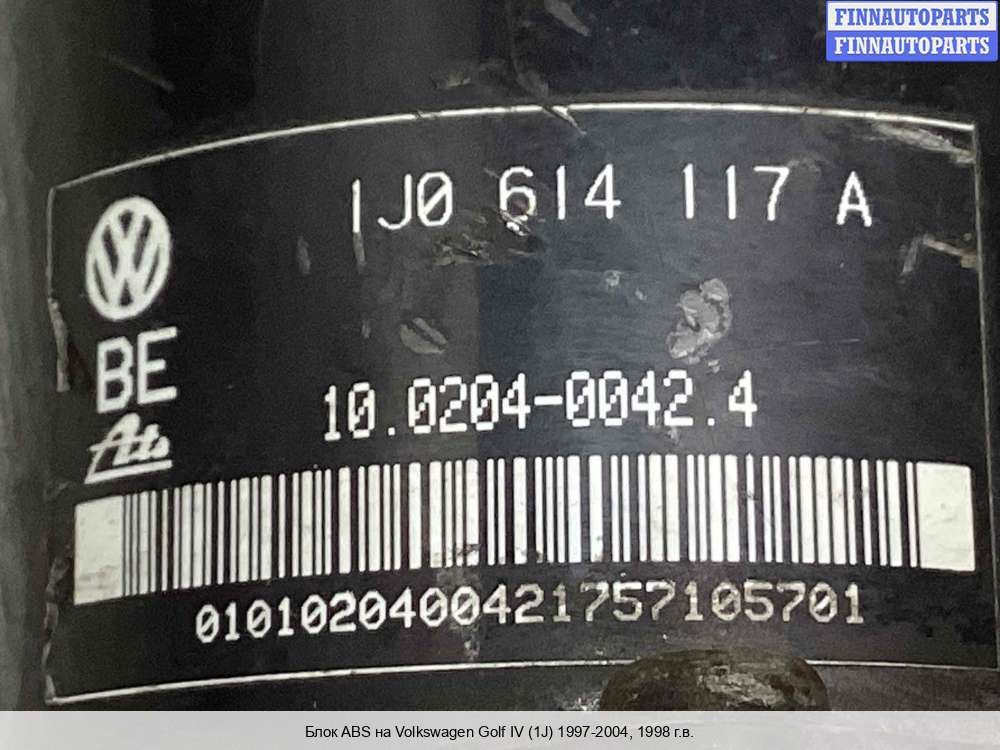 FINNAUTOPARTS
FINNAUTOPARTS
1J0 614 117 A
BE
Ate
10.0204-0042.4
0101020400421757105701
Блок ABS на Volkswagen Golf IV (1J) 1997-2004, 1998 г.в.